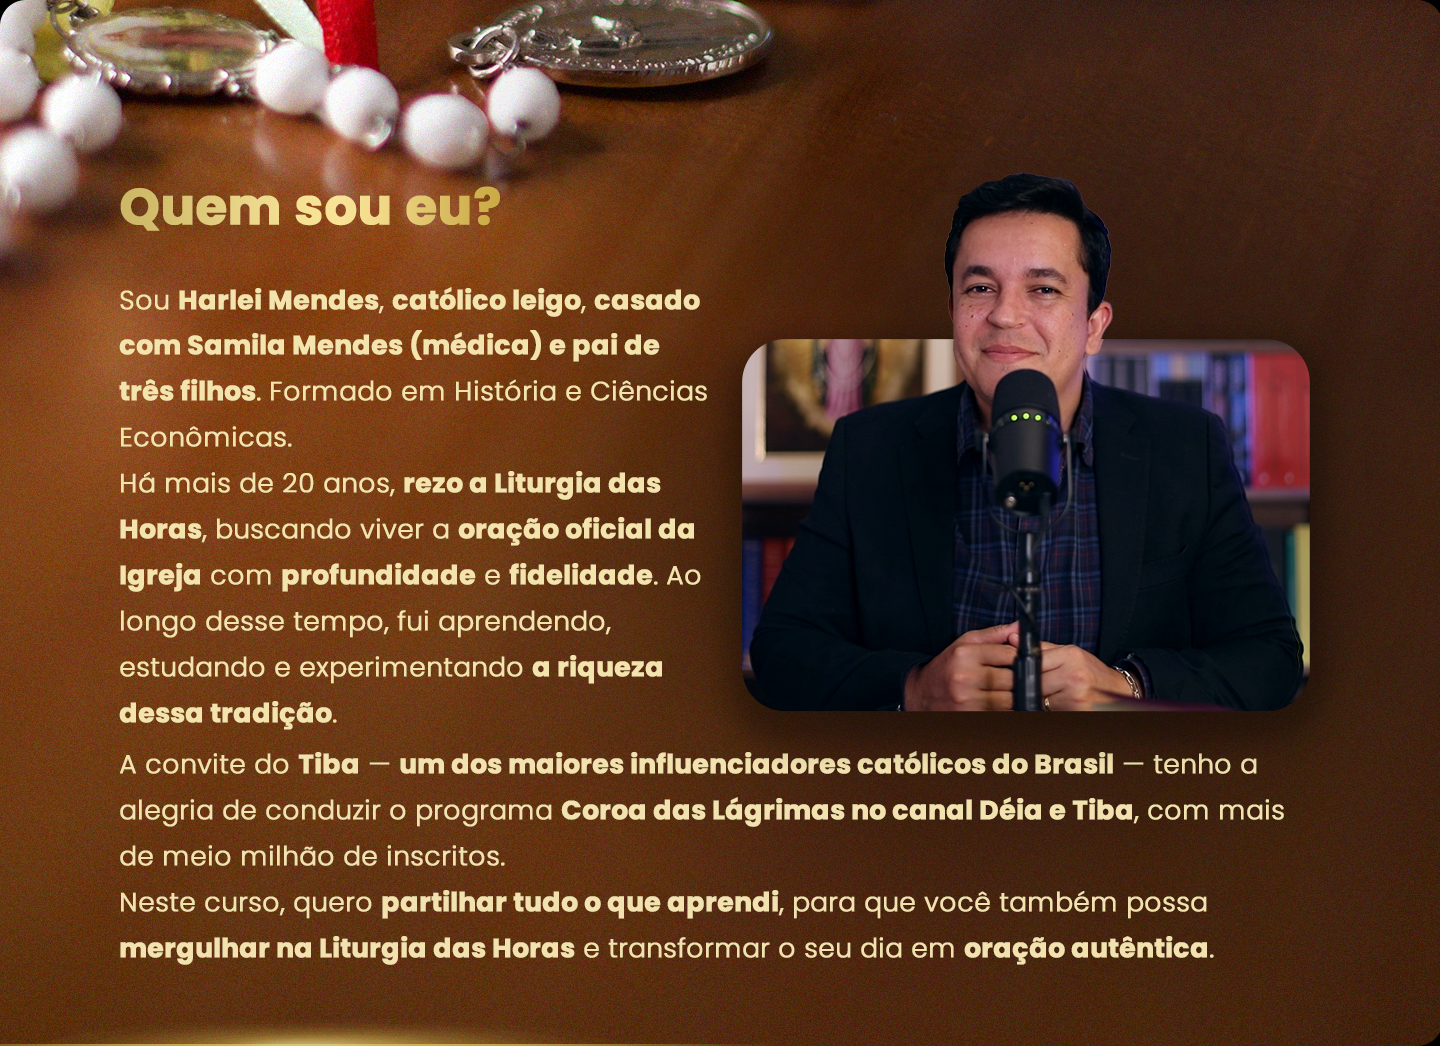 Quem sou eu?
Sou Harlei Mendes, católico leigo, casado
com Samila Mendes (médica) e pai de
três filhos. Formado em História e Ciências
Econômicas.
Há mais de 20 anos, rezo a Liturgia das
Horas, buscando viver a oração oficial da
Igreja com profundidade e fidelidade. Ao
longo desse tempo, fui aprendendo,
estudando e experimentando a riqueza
dessa tradição.
A convite do Tiba — um dos maiores influenciadores católicos do Brasil — tenho a
alegria de conduzir o programa Coroa das Lágrimas no canal Déia e Tiba, com mais
de meio milhão de inscritos.
Neste curso, quero partilhar tudo o que aprendi, para que você também possa
mergulhar na Liturgia das Horas e transformar o seu dia em oração autêntica.